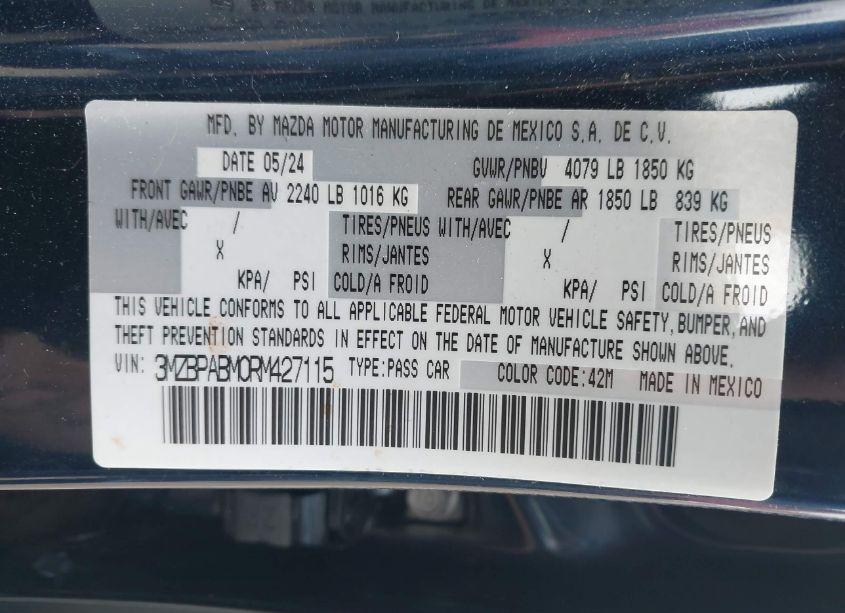 MFD. BY MAZDA MOTOR MANUFACTURING DE MEXICO S.A. DE C.V.
DATE 05/24 GVWR/PNBV 4079 LB 1850 KG
FRONT GAWR/PNBE AV 2240 LB 1016 KG REAR GAWR/PNBE AR 1850 LB 839 KG
WITH/AVEC / TIRES/PNEUS WITH/AVEC / TIRES/PNEUS
X RIMS/JANTES X RIMS/JANTES
KPA/ PSI COLD/A FROID KPA/ PSI COLD/A FROID
THIS VEHICLE CONFORMS TO ALL APPLICABLE FEDERAL MOTOR VEHICLE SAFETY, BUMPER, AND
THEFT PREVENTION STANDARDS IN EFFECT ON THE DATE OF MANUFACTURE SHOWN ABOVE.
VIN: 3MZBPABM0RM427115 TYPE:PASS CAR COLOR CODE:42M MADE IN MEXICO